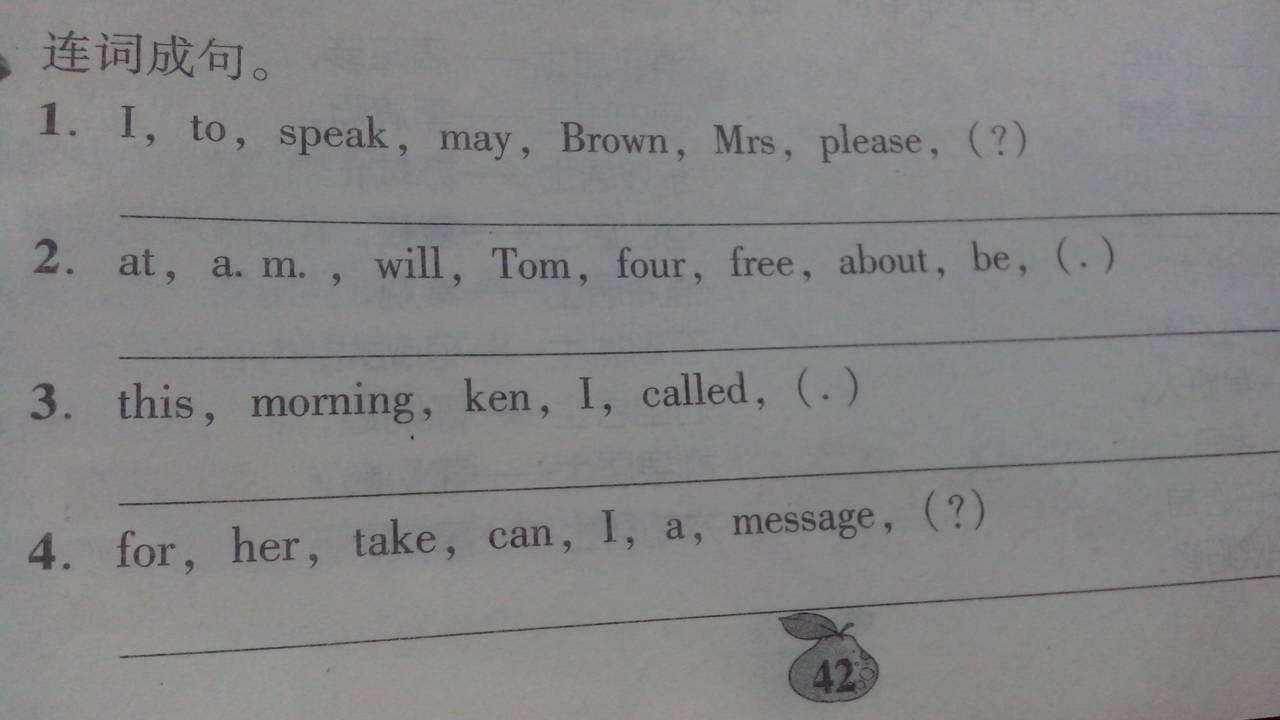 连词成句。
1. I, to, speak, may, Brown, Mrs, please, (?)
2. at, a. m. , will, Tom, four, free, about, be, (.)
3. this, morning, ken, I, called, (.)
4. for, her, take, can, I, a, message, (?)
42